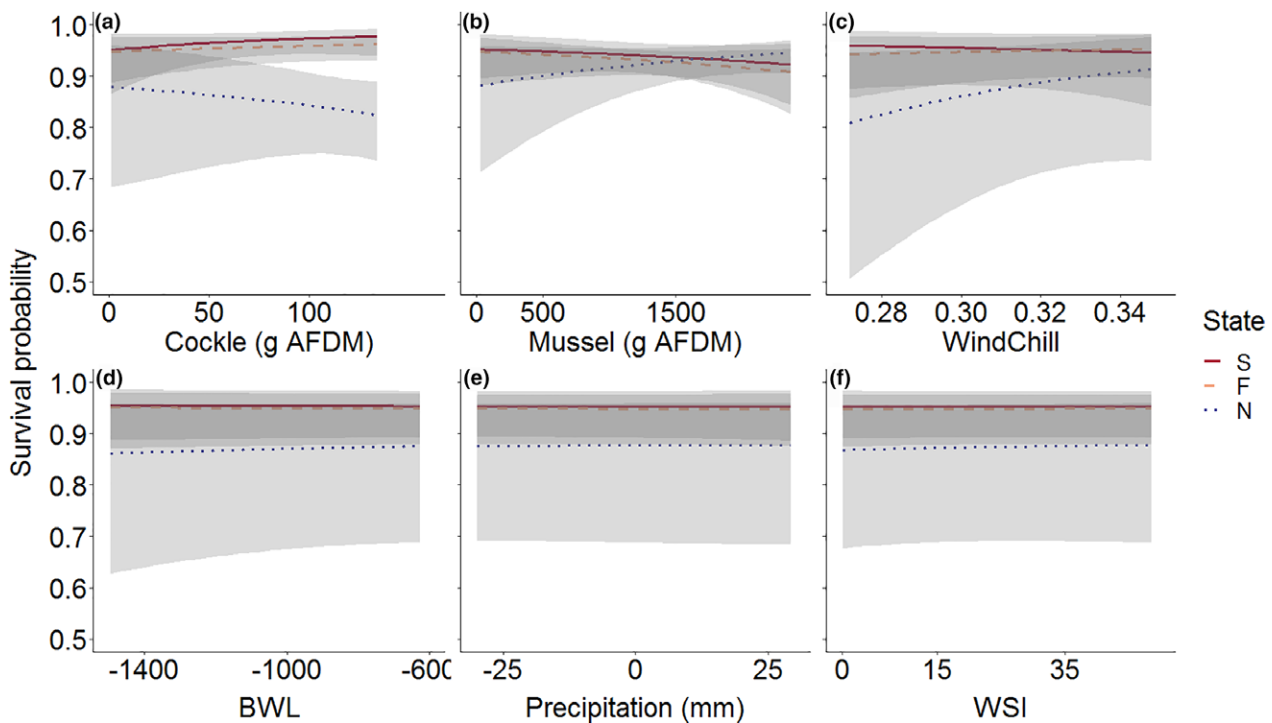 (a) (b) (c)
1.0
0.9
0.8
0.7
0.6
0.5
0 50 100 0 500 1500 0.28 0.30 0.32 0.34
Cockle (g AFDM) Mussel (g AFDM) WindChill
Survival probability
State
S
F
N
(d) (e) (f)
1.0
0.9
0.8
0.7
0.6
0.5
-1400 -1000 -600 -25 0 25 0 15 35
BWL Precipitation (mm) WSI